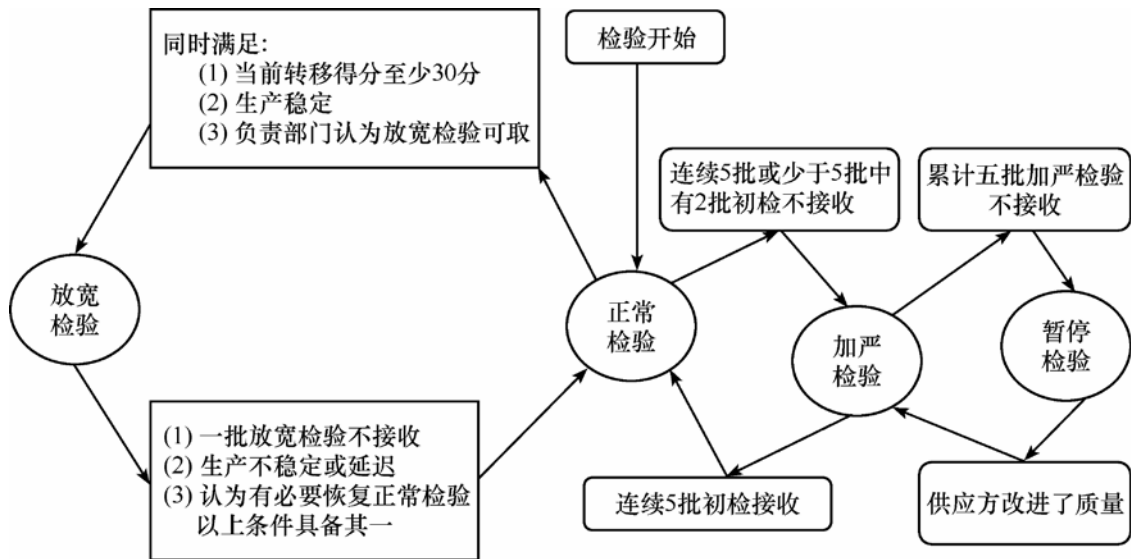 同时满足:
(1) 当前转移得分至少30分
(2) 生产稳定
(3) 负责部门认为放宽检验可取
检验开始
连续5批或少于5批中
有2批初检不接收
累计五批加严检验
不接收
放宽
检验
正常
检验
加严
检验
暂停
检验
(1) 一批放宽检验不接收
(2) 生产不稳定或延迟
(3) 认为有必要恢复正常检验
以上条件具备其一
连续5批初检接收
供应方改进了质量